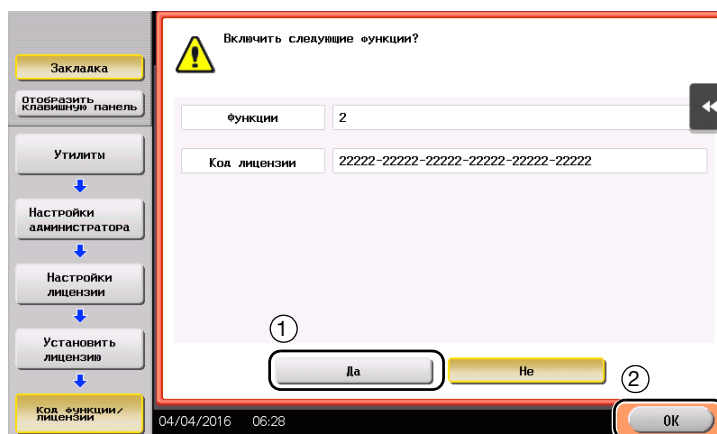 Включить следующие функции?
Закладка
Отобразить
клавишную панель
Функции
2
Утилиты
Код лицензии
22222-22222-22222-22222-22222-22222
Настройки
администратора
Настройки
лицензии
1
Установить
лицензию
Да
Не
2
Код функции/
лицензии
04/04/2016 06:28
OK